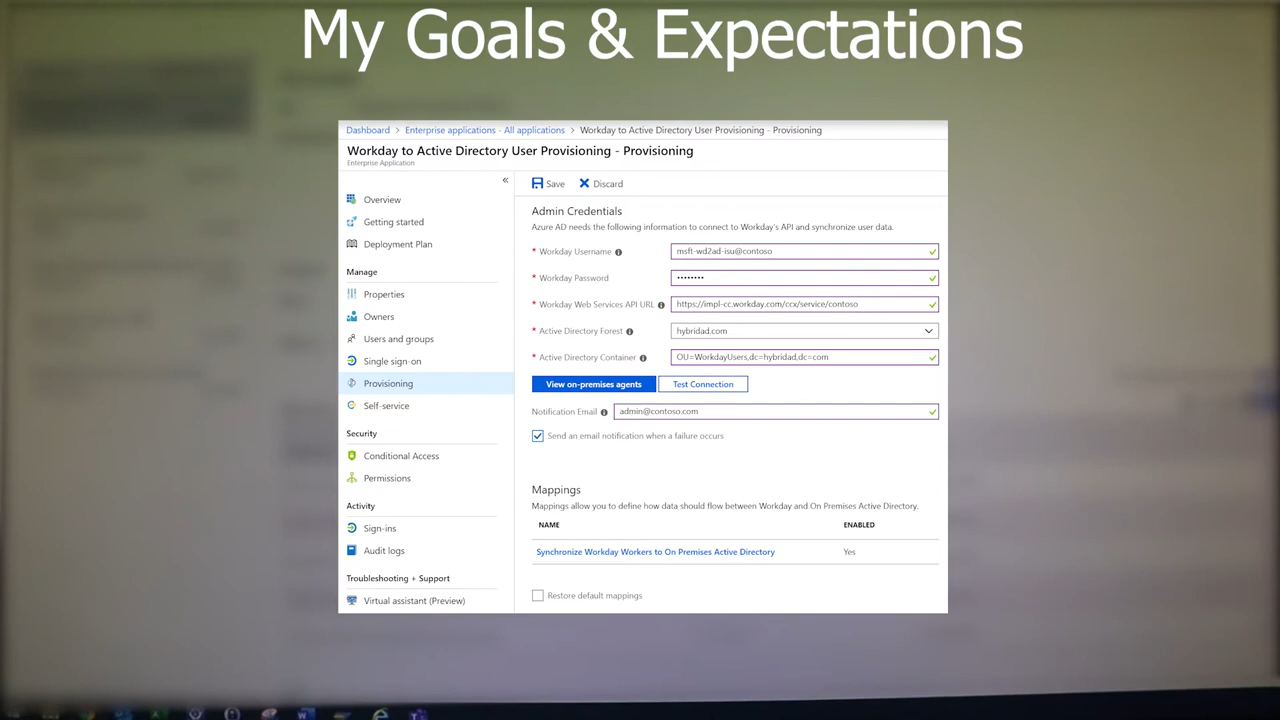 My Goals & Expectations
Dashboard > Enterprise applications - All applications > Workday to Active Directory User Provisioning - Provisioning
Workday to Active Directory User Provisioning - Provisioning
Enterprise Application
«
Overview
Getting started
Deployment Plan
Manage
Properties
Owners
Users and groups
Single sign-on
Provisioning
Self-service
Security
Conditional Access
Permissions
Activity
Sign-ins
Audit logs
Troubleshooting + Support
Virtual assistant (Preview)
Save Discard
Admin Credentials
Azure AD needs the following information to connect to Workday's API and synchronize user data.
* Workday Username msft-wd2ad-isu@contoso
* Workday Password ••••••••
* Workday Web Services API URL https://impl-cc.workday.com/ccx/service/contoso
* Active Directory Forest hybridad.com
* Active Directory Container OU=WorkdayUsers,dc=hybridad,dc=com
View on-premises agents Test Connection
Notification Email admin@contoso.com
Send an email notification when a failure occurs
Mappings
Mappings allow you to define how data should flow between Workday and On Premises Active Directory.
NAME ENABLED
Synchronize Workday Workers to On Premises Active Directory Yes
Restore default mappings